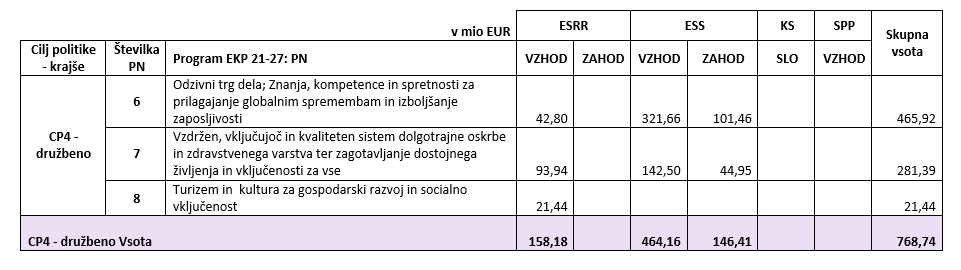 v mio EUR ESRR ESS KS SPP Skupna vsota
Cilj politike - krajše Številka PN Program EKP 21-27: PN VZHOD ZAHOD VZHOD ZAHOD SLO VZHOD
CP4 - družbeno
6 Odzivni trg dela; Znanja, kompetence in spretnosti za
prilagajanje globalnim spremembam in izboljšanje
zaposljivosti 42,80 321,66 101,46 465,92
7 Vzdržen, vključujoč in kvaliteten sistem dolgotrajne oskrbe
in zdravstvenega varstva ter zagotavljanje dostojnega
življenja in vključenosti za vse 93,94 142,50 44,95 281,39
8 Turizem in kultura za gospodarski razvoj in socialno
vključenost 21,44 21,44
CP4 - družbeno Vsota 158,18 464,16 146,41 768,74